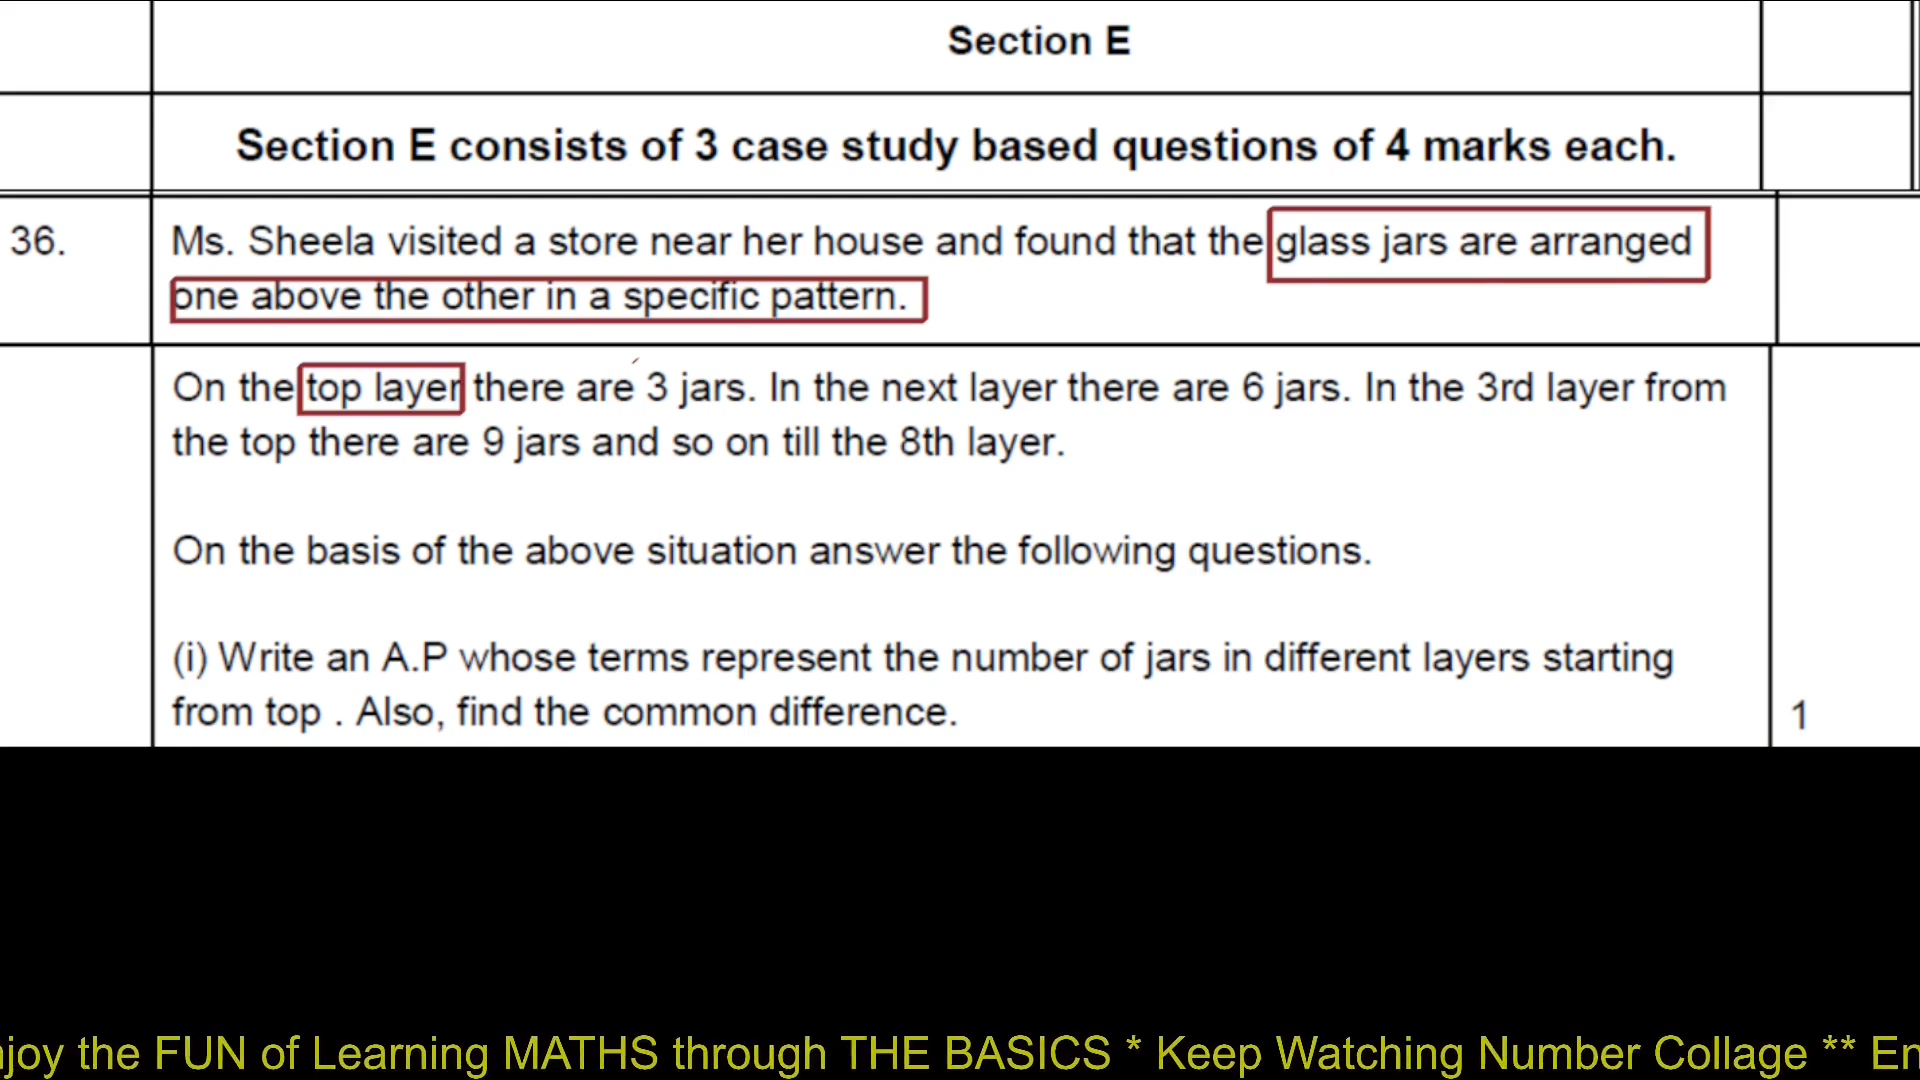 Section E
Section E consists of 3 case study based questions of 4 marks each.
36.
Ms. Sheela visited a store near her house and found that the glass jars are arranged
one above the other in a specific pattern.
On the top layer there are 3 jars. In the next layer there are 6 jars. In the 3rd layer from
the top there are 9 jars and so on till the 8th layer.
On the basis of the above situation answer the following questions.
(i) Write an A.P whose terms represent the number of jars in different layers starting
from top . Also, find the common difference.
1
njoy the FUN of Learning MATHS through THE BASICS * Keep Watching Number Collage ** En